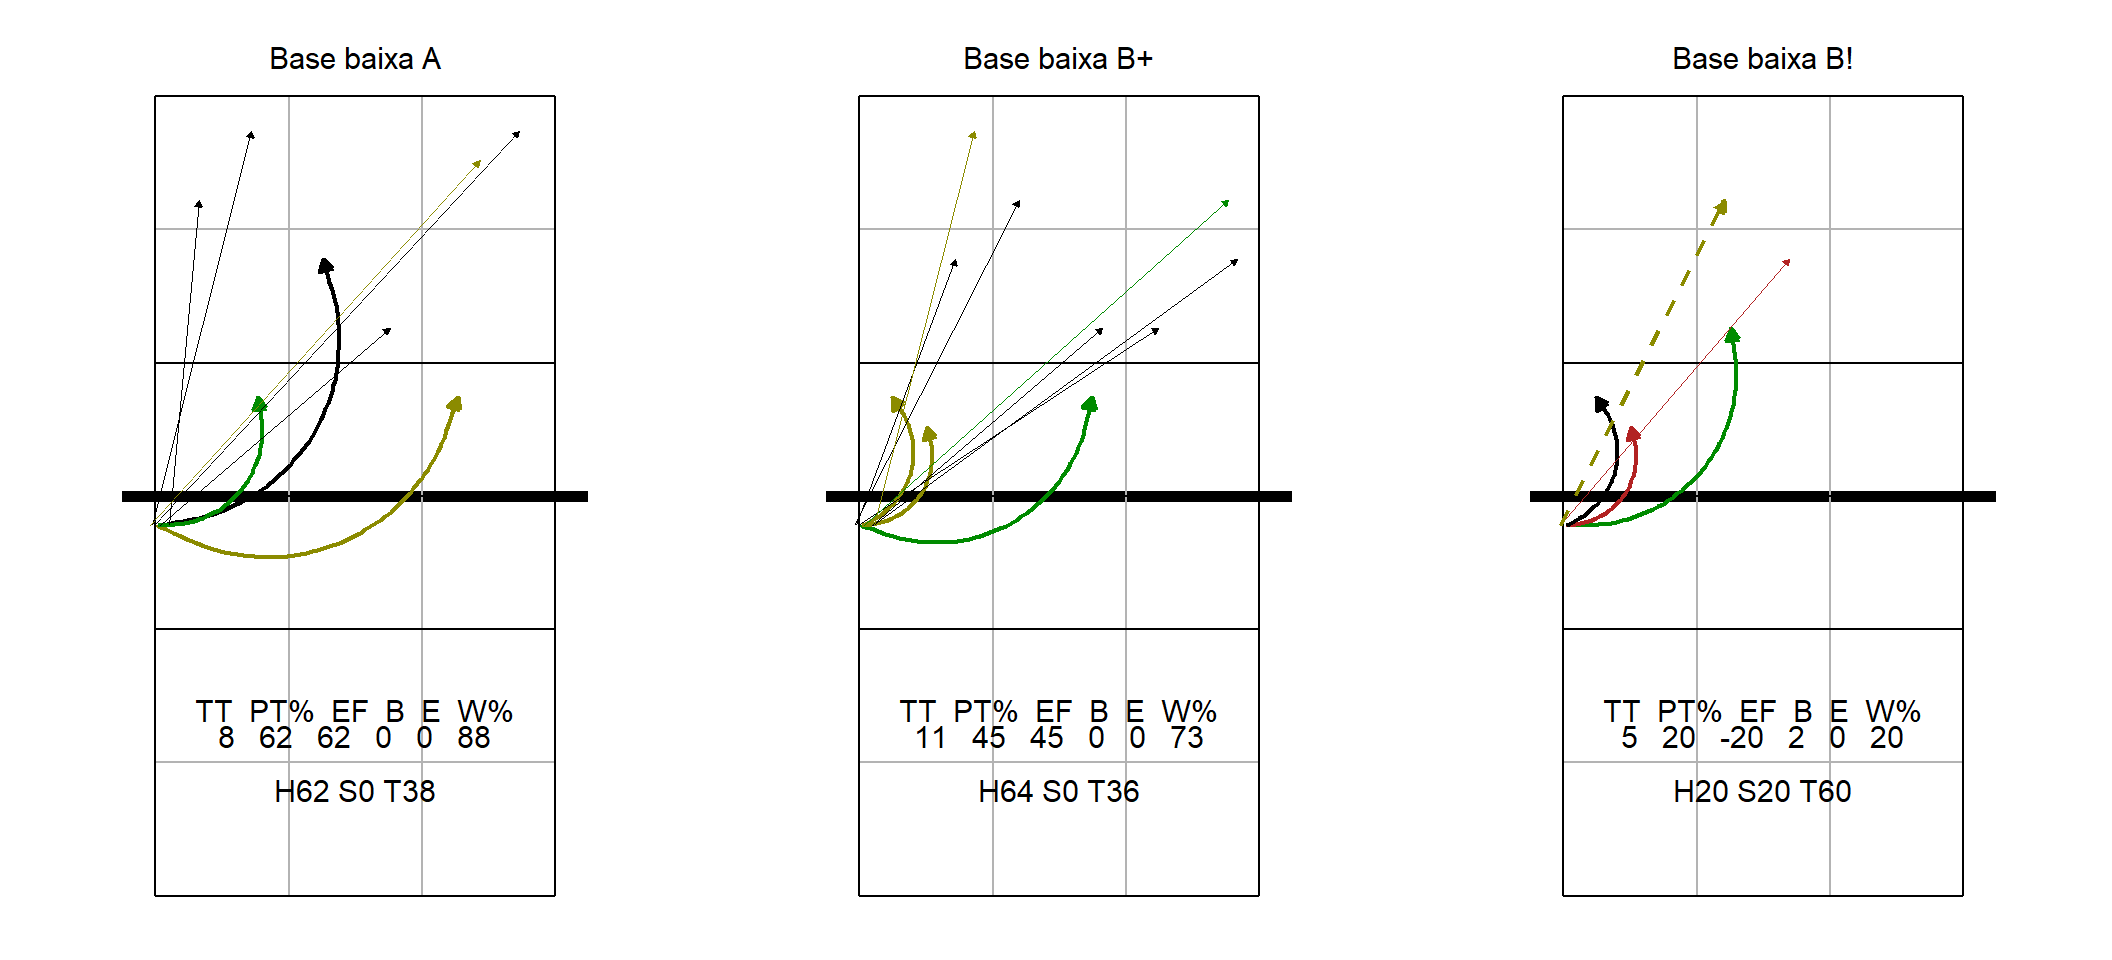 Base baixa A
TT PT% EF B E W%
8 62 62 0 0 88
H62 S0 T38
Base baixa B+
TT PT% EF B E W%
11 45 45 0 0 73
H64 S0 T36
Base baixa B!
TT PT% EF B E W%
5 20 -20 2 0 20
H20 S20 T60